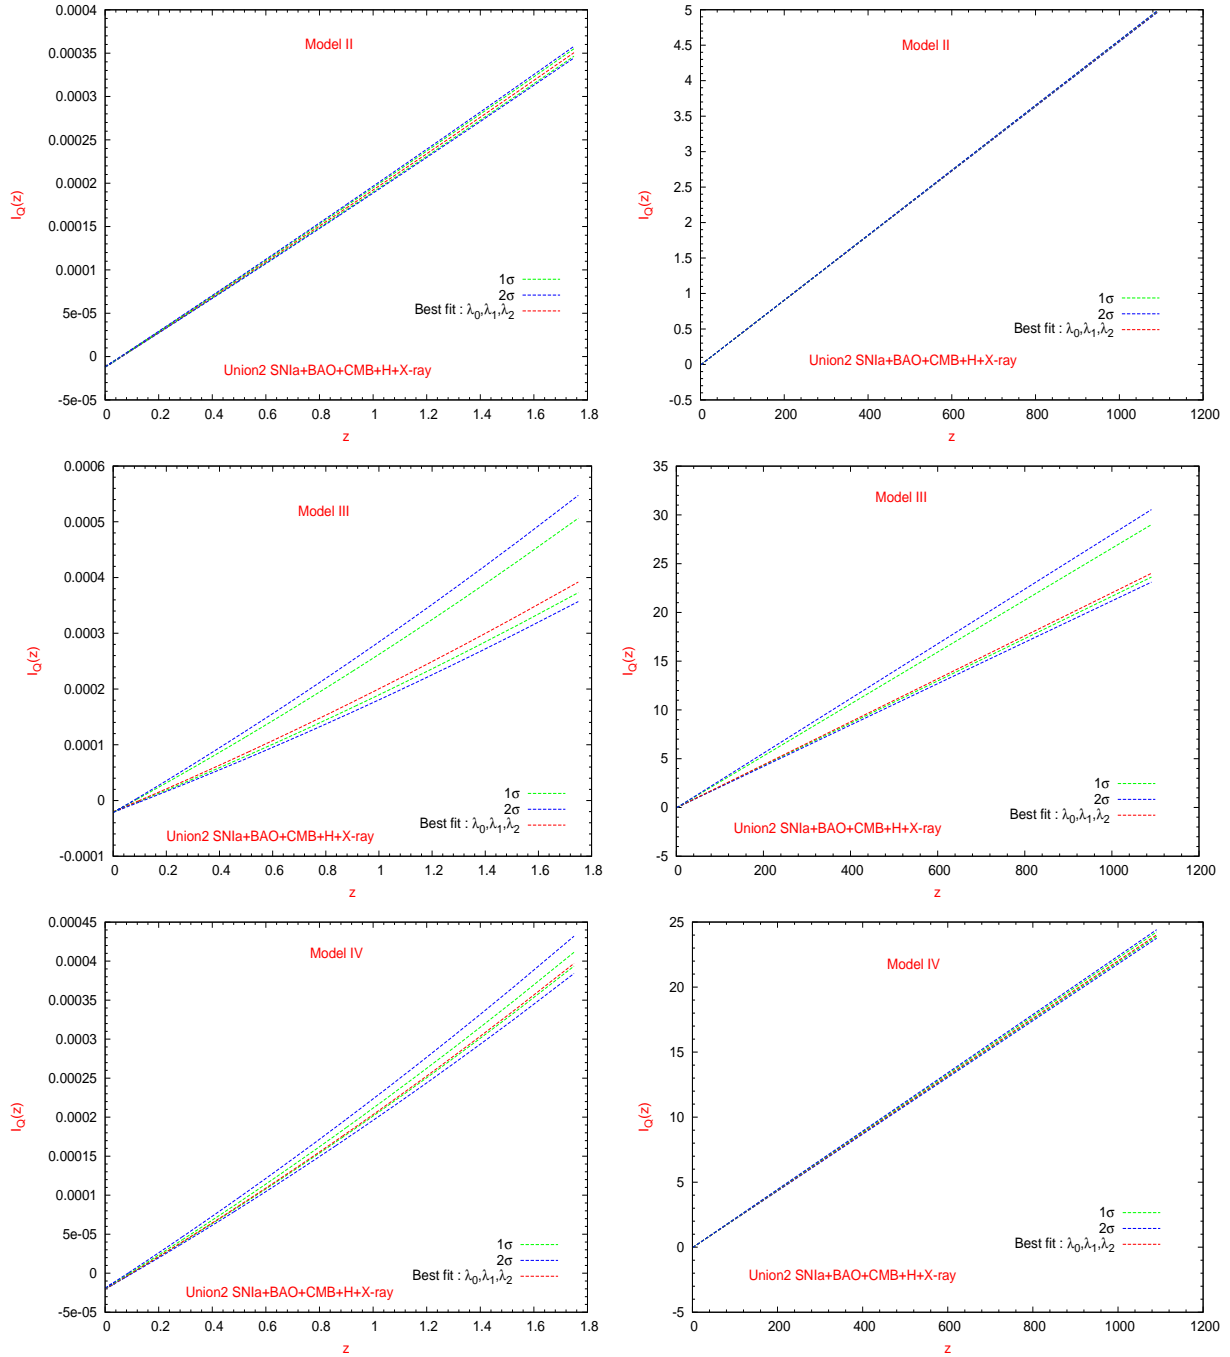 0.0004
0.00035
0.0003
0.00025
0.0002
0.00015
0.0001
5e-05
0
-5e-05
0 0.2 0.4 0.6 0.8 1 1.2 1.4 1.6 1.8
I_Q(z)
z
Model II
1σ
2σ
Best fit : λ₀,λ₁,λ₂
Union2 SNIa+BAO+CMB+H+X-ray
5
4.5
4
3.5
3
2.5
2
1.5
1
0.5
0
-0.5
0 200 400 600 800 1000 1200
I_Q(z)
z
Model II
1σ
2σ
Best fit : λ₀,λ₁,λ₂
Union2 SNIa+BAO+CMB+H+X-ray
0.0006
0.0005
0.0004
0.0003
0.0002
0.0001
0
-0.0001
0 0.2 0.4 0.6 0.8 1 1.2 1.4 1.6 1.8
I_Q(z)
z
Model III
1σ
2σ
Best fit : λ₀,λ₁,λ₂
Union2 SNIa+BAO+CMB+H+X-ray
35
30
25
20
15
10
5
0
-5
0 200 400 600 800 1000 1200
I_Q(z)
z
Model III
1σ
2σ
Best fit : λ₀,λ₁,λ₂
Union2 SNIa+BAO+CMB+H+X-ray
0.00045
0.0004
0.00035
0.0003
0.00025
0.0002
0.00015
0.0001
5e-05
0
-5e-05
0 0.2 0.4 0.6 0.8 1 1.2 1.4 1.6 1.8
I_Q(z)
z
Model IV
1σ
2σ
Best fit : λ₀,λ₁,λ₂
Union2 SNIa+BAO+CMB+H+X-ray
25
20
15
10
5
0
-5
0 200 400 600 800 1000 1200
I_Q(z)
z
Model IV
1σ
2σ
Best fit : λ₀,λ₁,λ₂
Union2 SNIa+BAO+CMB+H+X-ray